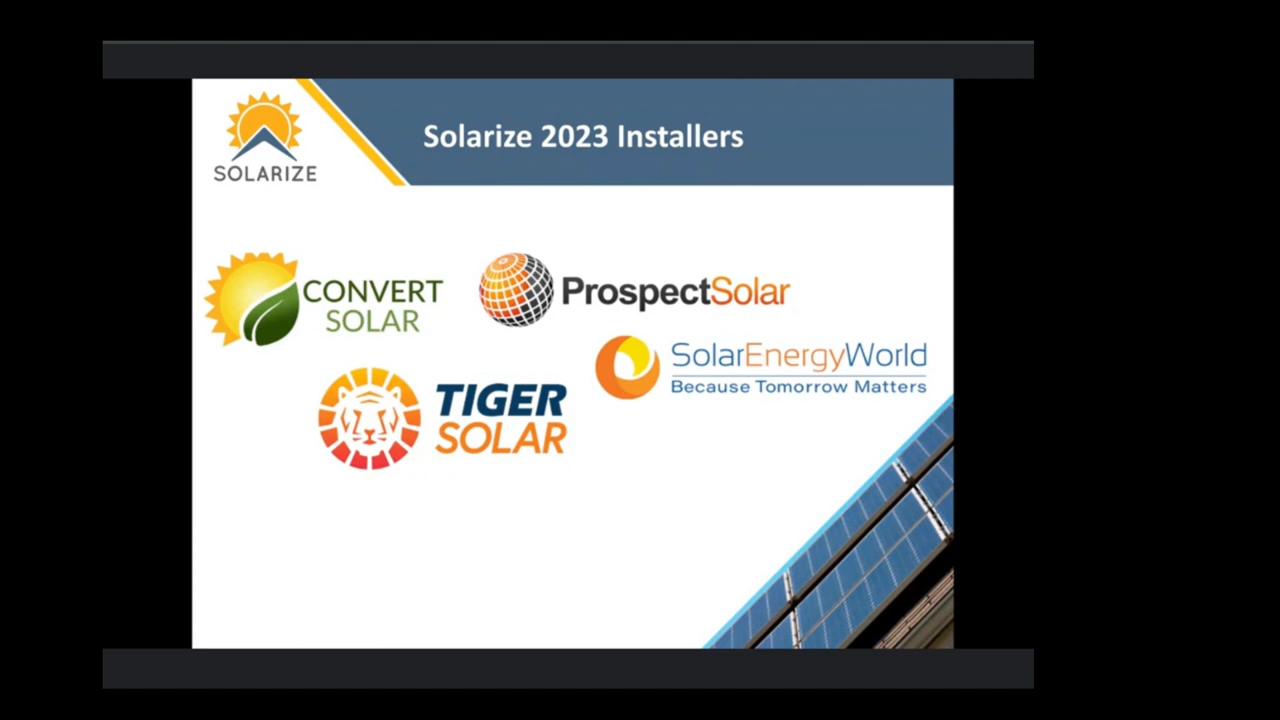 Solarize 2023 Installers
SOLARIZE
CONVERT
SOLAR
ProspectSolar
SolarEnergyWorld
Because Tomorrow Matters
TIGER
SOLAR